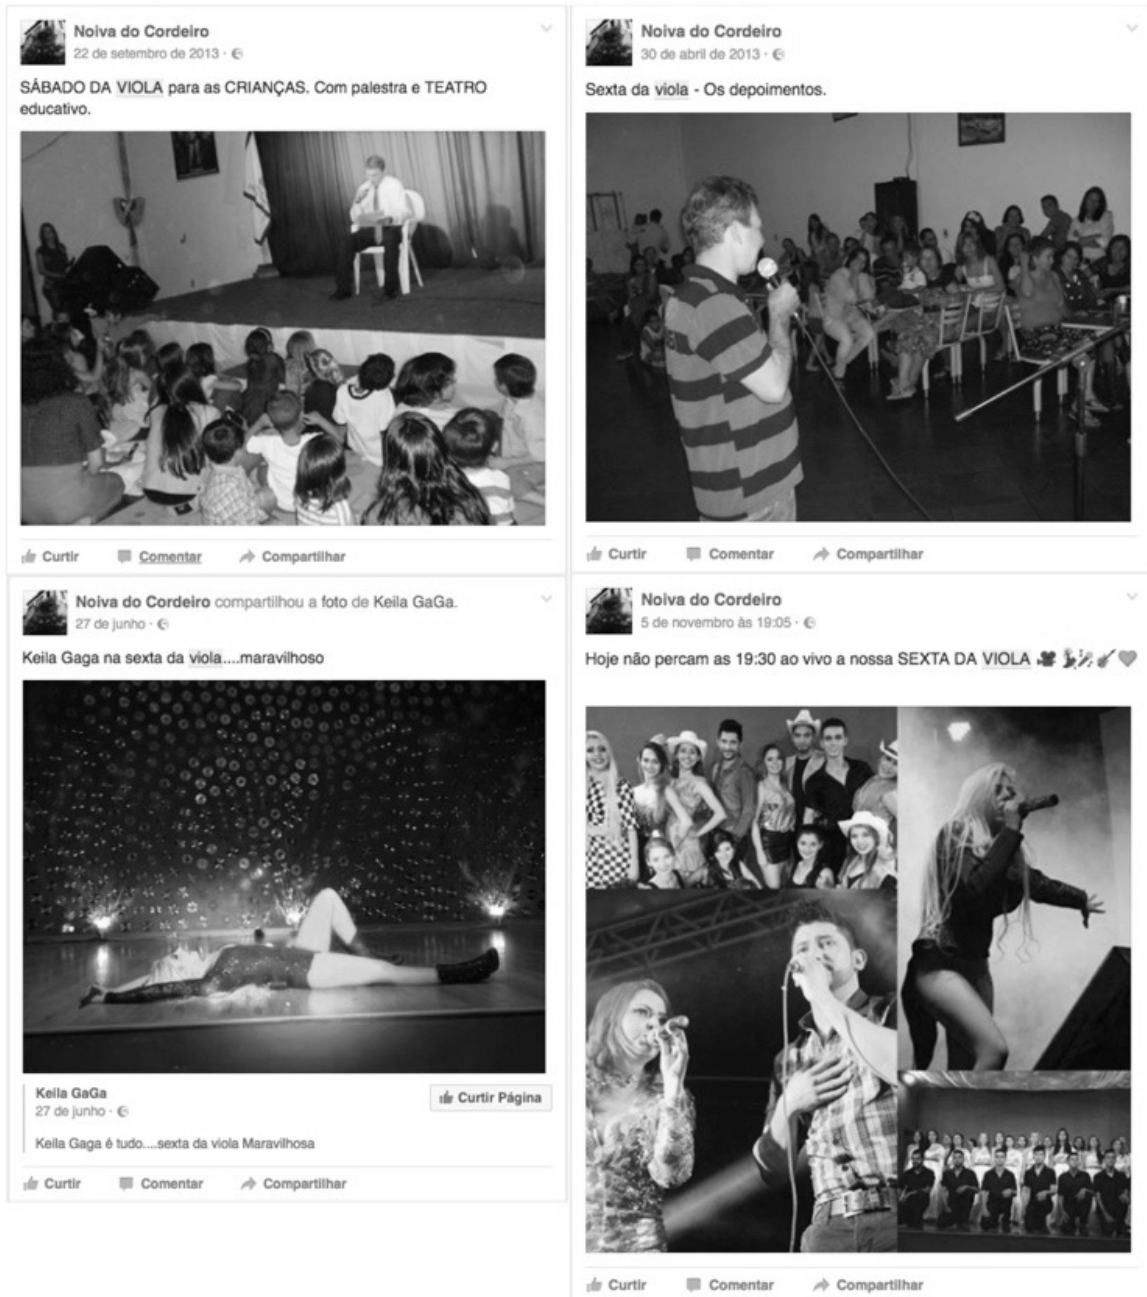 Noiva do Cordeiro
22 de setembro de 2013 ·
SÁBADO DA VIOLA para as CRIANÇAS. Com palestra e TEATRO
educativo.
Curtir Comentar Compartilhar
Noiva do Cordeiro
30 de abril de 2013 ·
Sexta da viola - Os depoimentos.
Curtir Comentar Compartilhar
Noiva do Cordeiro compartilhou a foto de Keila GaGa.
27 de junho ·
Keila Gaga na sexta da viola....maravilhoso
Keila GaGa
27 de junho ·
Curtir Página
Keila Gaga é tudo....sexta da viola Maravilhosa
Curtir Comentar Compartilhar
Noiva do Cordeiro
5 de novembro às 19:05 ·
Hoje não percam as 19:30 ao vivo a nossa SEXTA DA VIOLA
Curtir Comentar Compartilhar